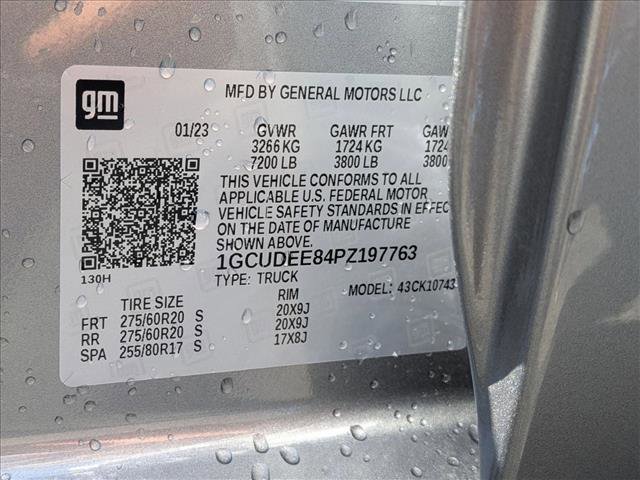 gm
MFD BY GENERAL MOTORS LLC
01/23 GVWR GAWR FRT GAW
3266 KG 1724 KG 1724
7200 LB 3800 LB 3800
THIS VEHICLE CONFORMS TO ALL
APPLICABLE U.S. FEDERAL MOTOR
VEHICLE SAFETY STANDARDS IN EFFEC
ON THE DATE OF MANUFACTURE
SHOWN ABOVE.
1GCUDEE84PZ197763
130H
TYPE: TRUCK MODEL: 43CK10743
TIRE SIZE RIM
FRT 275/60R20 S 20X9J
RR 275/60R20 S 20X9J
SPA 255/80R17 S 17X8J